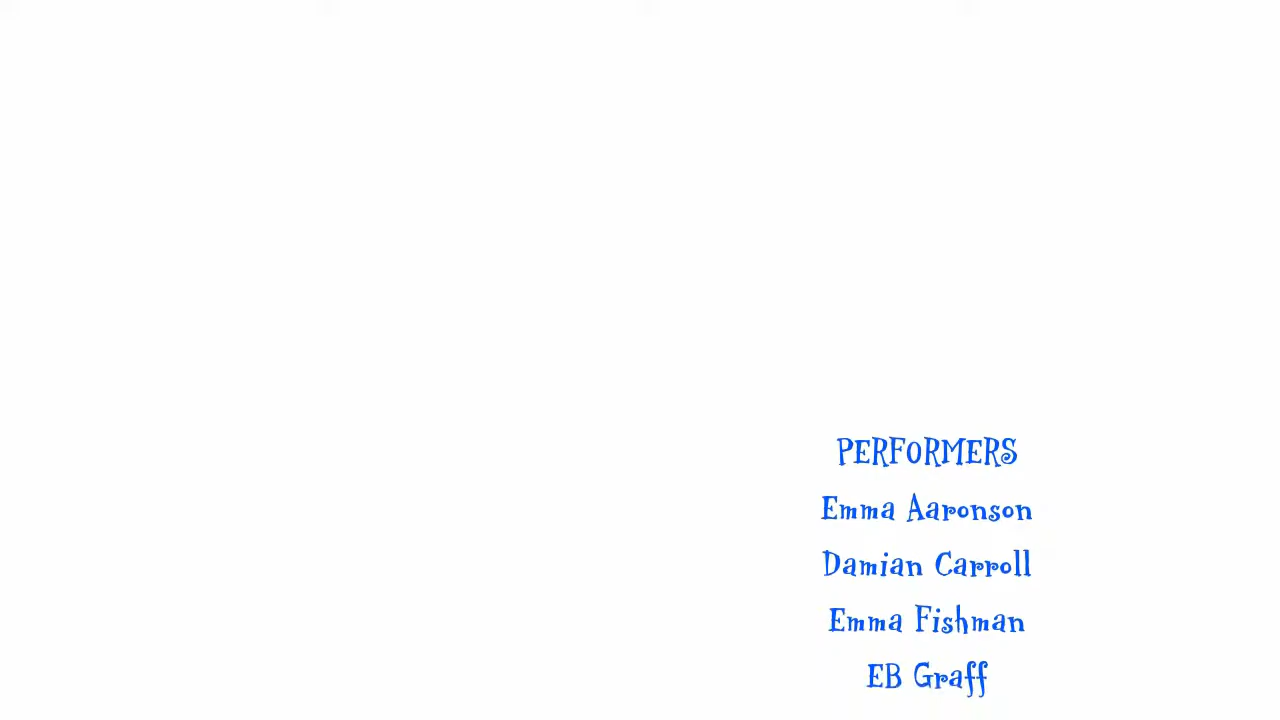 PERFORMERS
Emma Aaronson
Damian Carroll
Emma Fishman
EB Graff